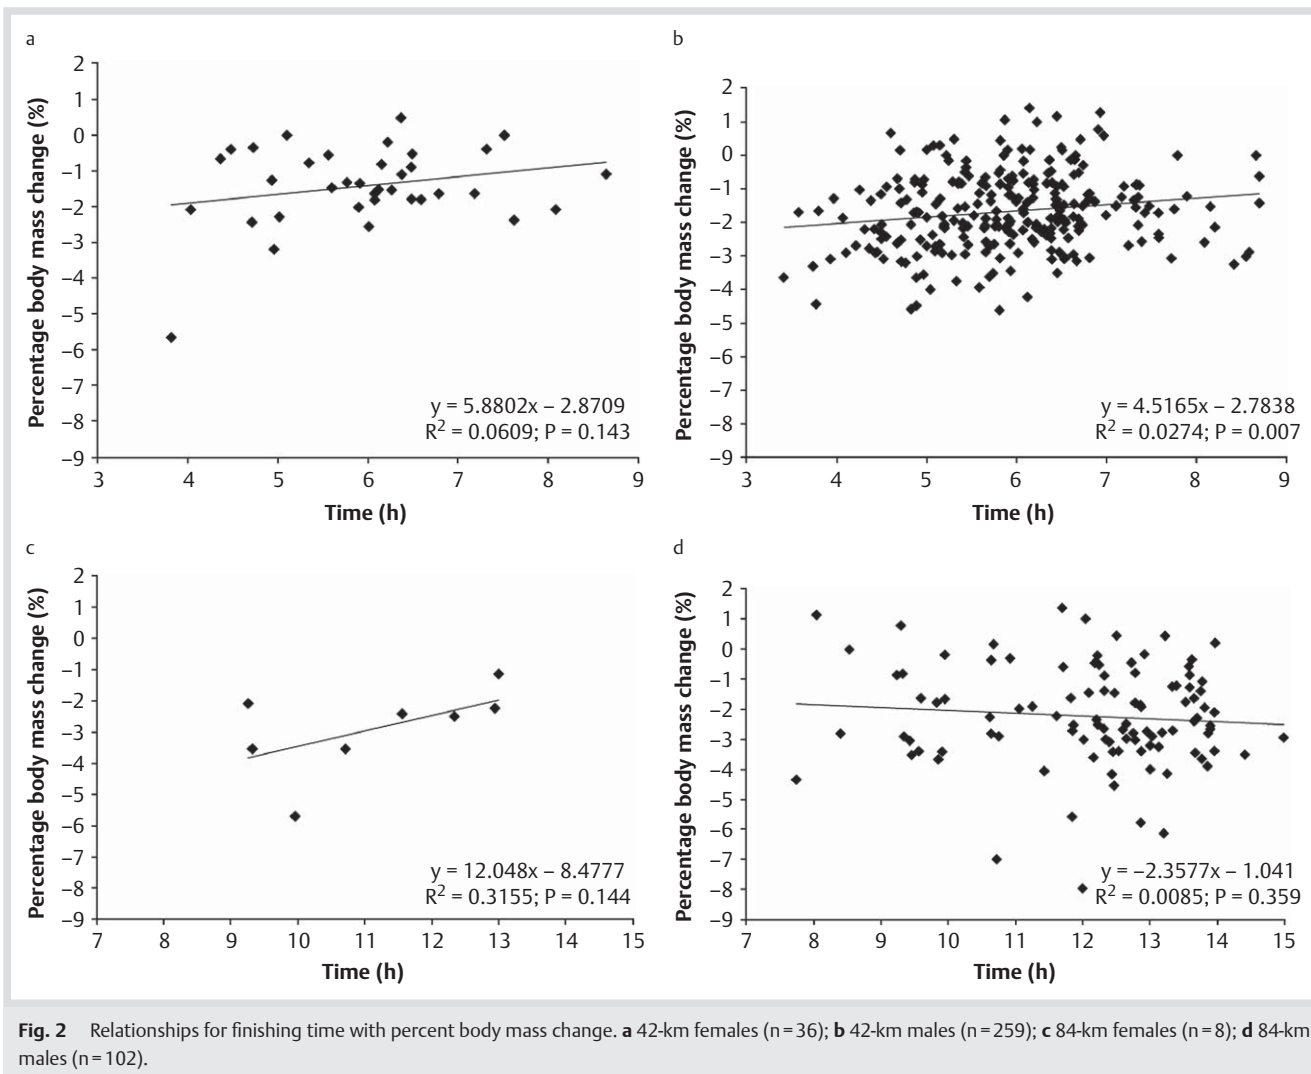 a
Percentage body mass change (%)
2
1
0
–1
–2
–3
–4
–5
–6
–7
–8
–9
y = 5.8802x – 2.8709
R² = 0.0609; P = 0.143
3 4 5 6 7 8 9
Time (h)
b
Percentage body mass change (%)
2
1
0
–1
–2
–3
–4
–5
–6
–7
–8
–9
y = 4.5165x – 2.7838
R² = 0.0274; P = 0.007
3 4 5 6 7 8 9
Time (h)
c
Percentage body mass change (%)
2
1
0
–1
–2
–3
–4
–5
–6
–7
–8
–9
y = 12.048x – 8.4777
R² = 0.3155; P = 0.144
7 8 9 10 11 12 13 14 15
Time (h)
d
Percentage body mass change (%)
2
1
0
–1
–2
–3
–4
–5
–6
–7
–8
–9
y = –2.3577x – 1.041
R² = 0.0085; P = 0.359
7 8 9 10 11 12 13 14 15
Time (h)
Fig. 2 Relationships for finishing time with percent body mass change. a 42-km females (n = 36); b 42-km males (n = 259); c 84-km females (n = 8); d 84-km
males (n = 102).